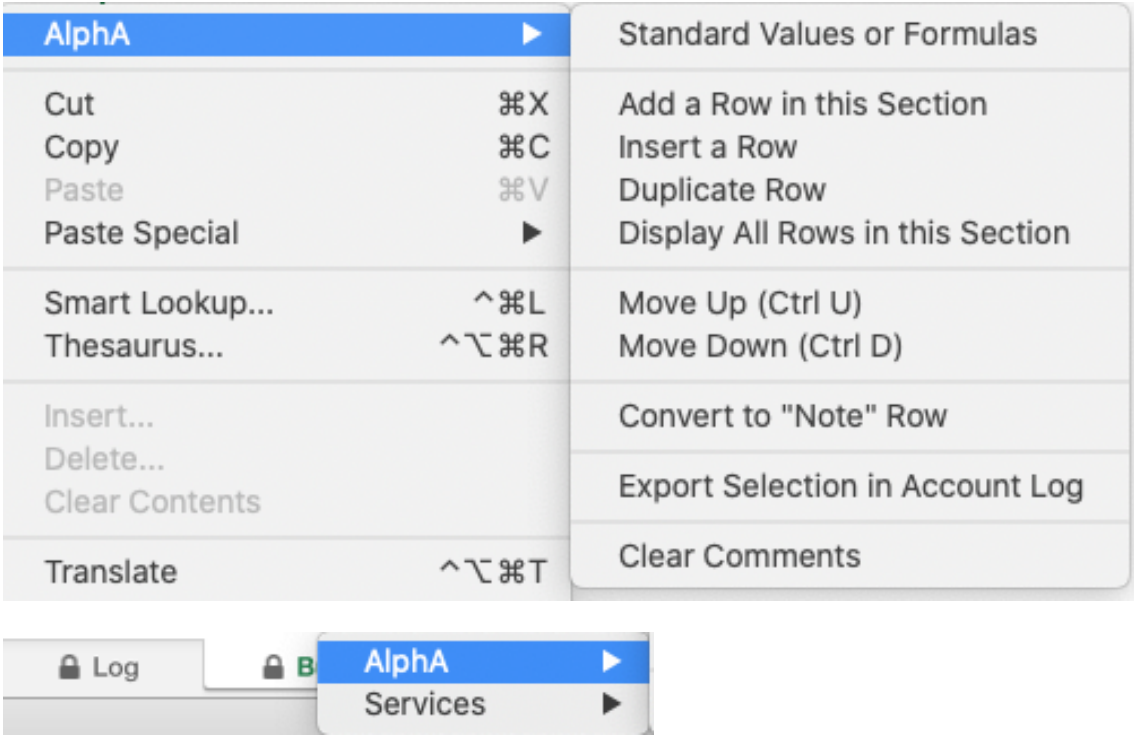 AlphA ▶
Cut ⌘X
Copy ⌘C
Paste ⌘V
Paste Special ▶
Smart Lookup... ^⌘L
Thesaurus... ^⌥⌘R
Insert...
Delete...
Clear Contents
Translate ^⌥⌘T
Standard Values or Formulas
Add a Row in this Section
Insert a Row
Duplicate Row
Display All Rows in this Section
Move Up (Ctrl U)
Move Down (Ctrl D)
Convert to "Note" Row
Export Selection in Account Log
Clear Comments
Log
AlphA ▶
Services ▶